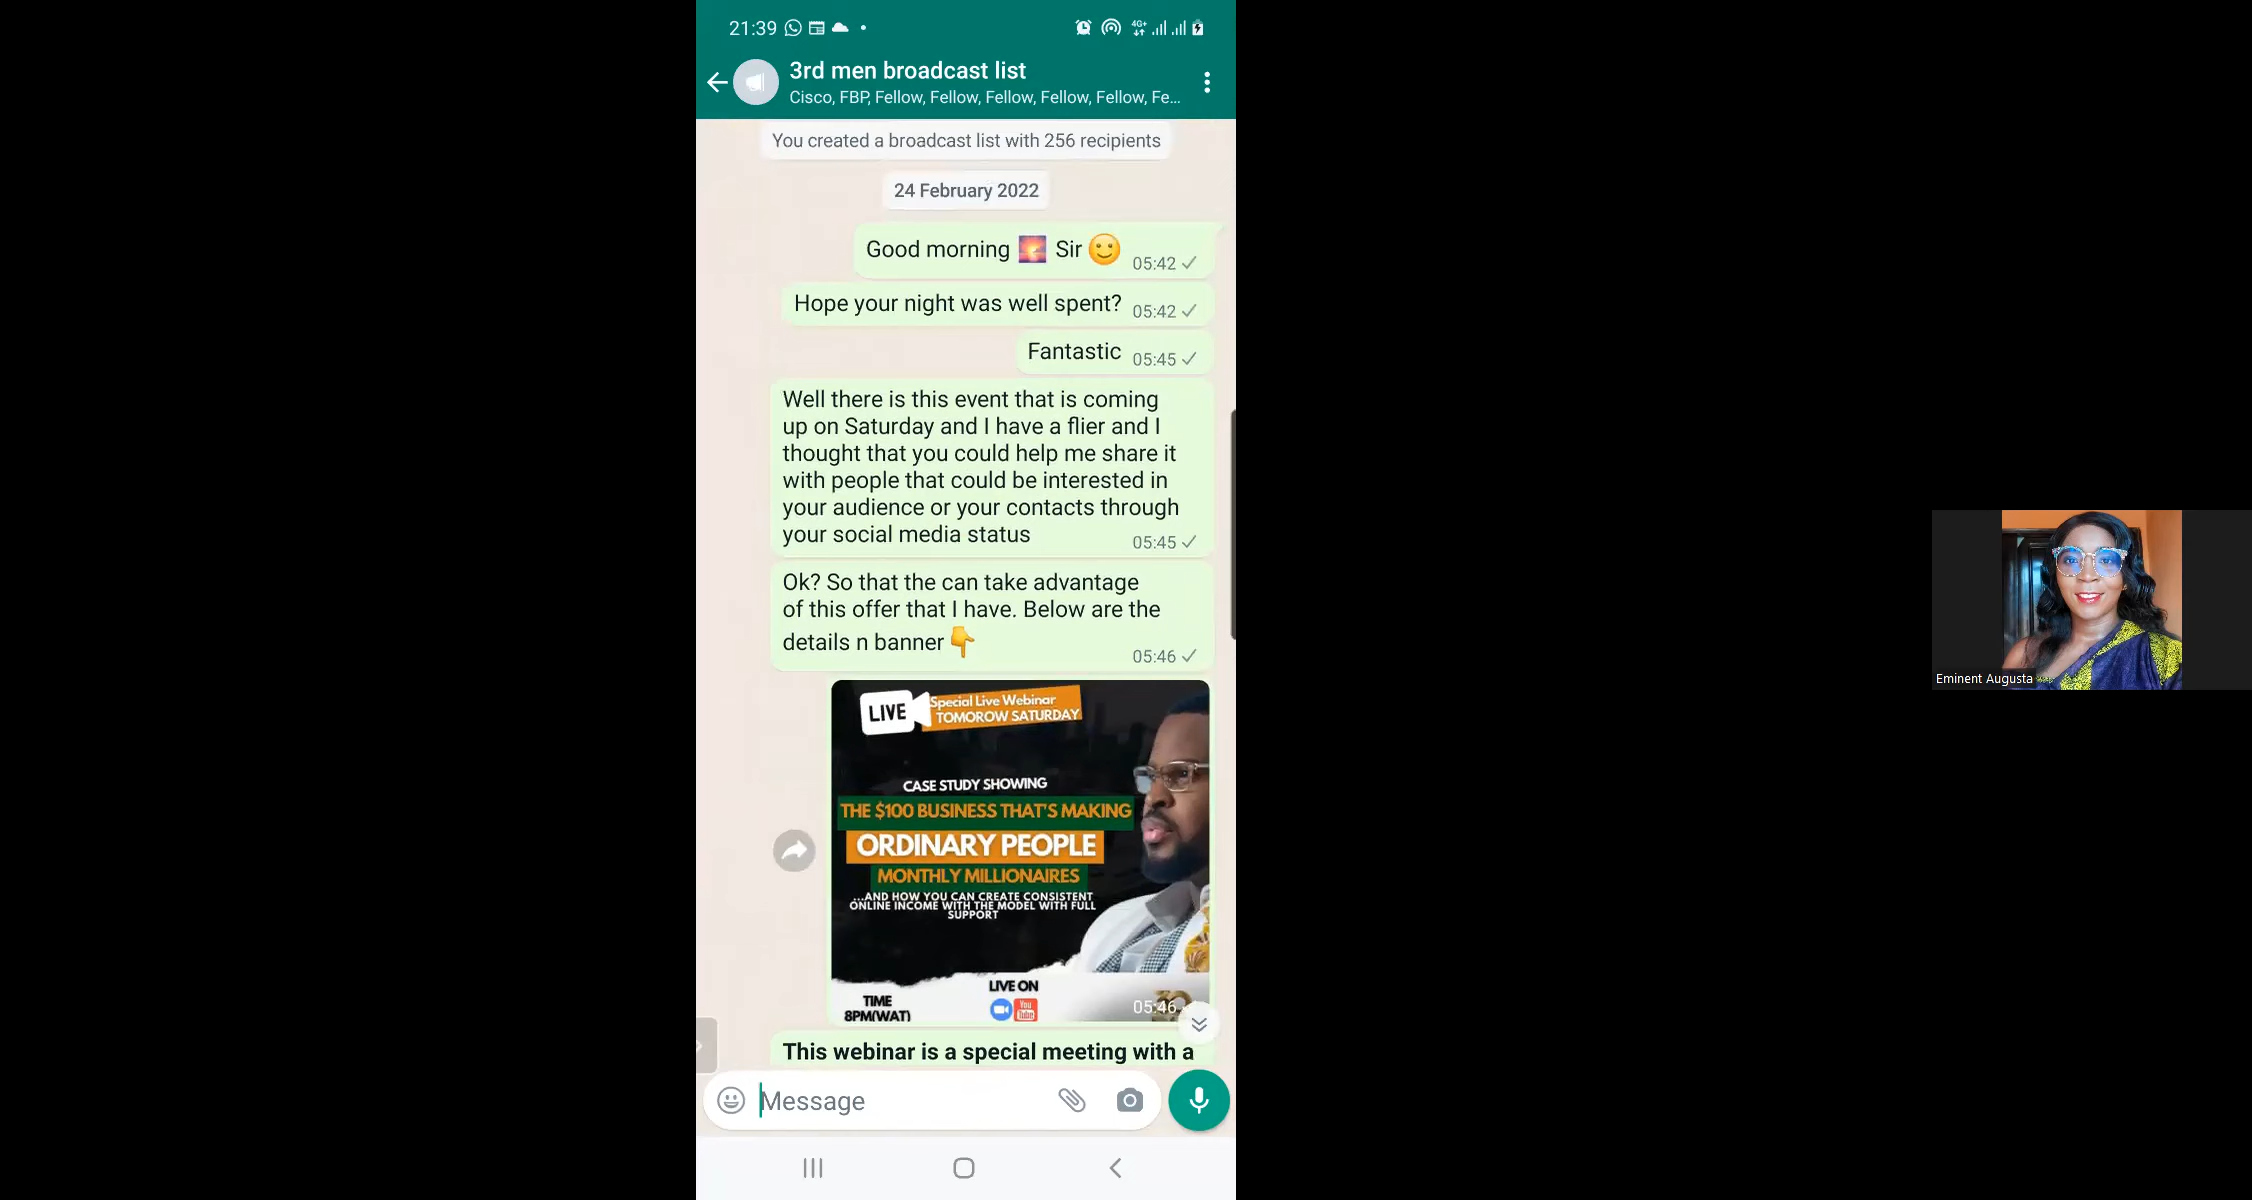 21:39
4G+
3rd men broadcast list
Cisco, FBP, Fellow, Fellow, Fellow, Fellow, Fellow, Fe...
You created a broadcast list with 256 recipients
24 February 2022
Good morning 🌅 Sir 🙂
05:42
Hope your night was well spent?
05:42
Fantastic
05:45
Well there is this event that is coming
up on Saturday and I have a flier and I
thought that you could help me share it
with people that could be interested in
your audience or your contacts through
your social media status
05:45
Ok? So that the can take advantage
of this offer that I have. Below are the
details n banner 👇
05:46
LIVE
Special Live Webinar
TOMOROW SATURDAY
CASE STUDY SHOWING
THE $100 BUSINESS THAT'S MAKING
ORDINARY PEOPLE
MONTHLY MILLIONAIRES
...AND HOW YOU CAN CREATE CONSISTENT
ONLINE INCOME WITH THE MODEL WITH FULL
SUPPORT
TIME
8PM(WAT)
LIVE ON
You
Tube
05:46
This webinar is a special meeting with a
Message
Eminent Augusta